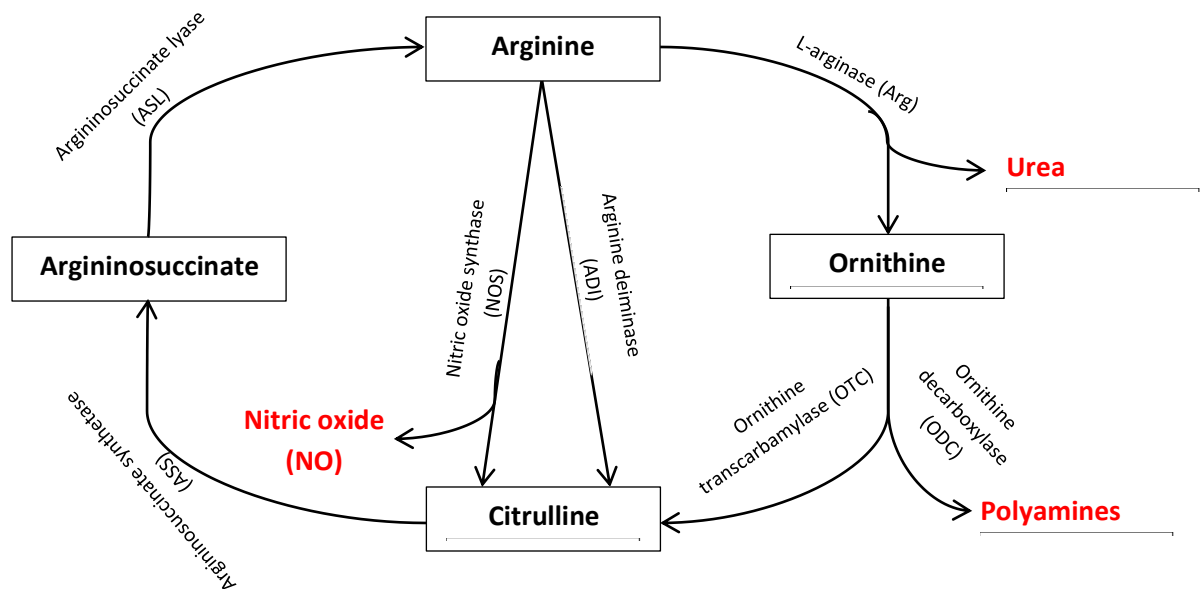 Arginine
Argininosuccinate lyase
(ASL)
L-arginase (Arg)
Urea
Argininosuccinate
Nitric oxide synthase
(NOS)
Arginine deiminase
(ADI)
Ornithine
Nitric oxide
(NO)
Ornithine
transcarbamylase (OTC)
Ornithine
decarboxylase
(ODC)
Argininosuccinate synthetase
(ASS)
Citrulline
Polyamines